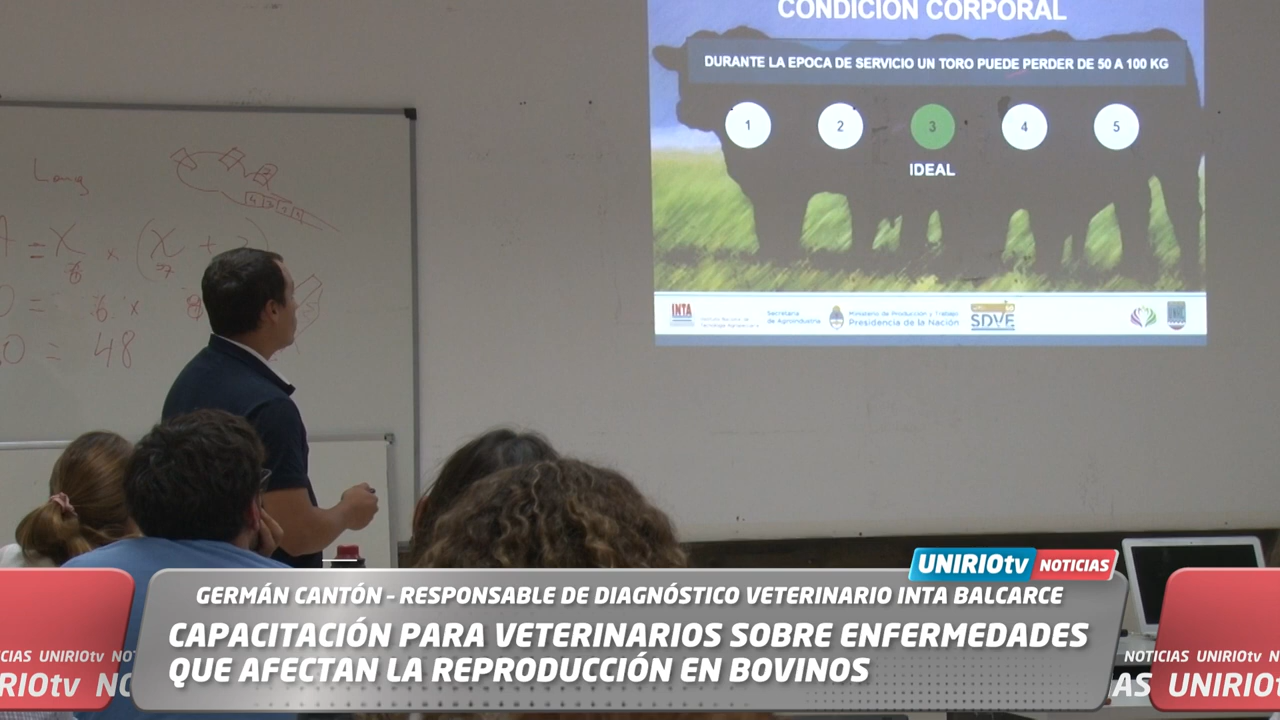 CONDICIÓN CORPORAL
DURANTE LA EPOCA DE SERVICIO UN TORO PUEDE PERDER DE 50 A 100 KG
1 2 3 4 5
IDEAL
INTA
Secretaría
de Agroindustria
Ministerio de Producción y Trabajo
Presidencia de la Nación
SDVE
Lang
48
UNIRIOtv NOTICIAS
GERMÁN CANTÓN - RESPONSABLE DE DIAGNÓSTICO VETERINARIO INTA BALCARCE
CAPACITACIÓN PARA VETERINARIOS SOBRE ENFERMEDADES
QUE AFECTAN LA REPRODUCCIÓN EN BOVINOS
NOTICIAS UNIRIOtv
UNIRIOtv